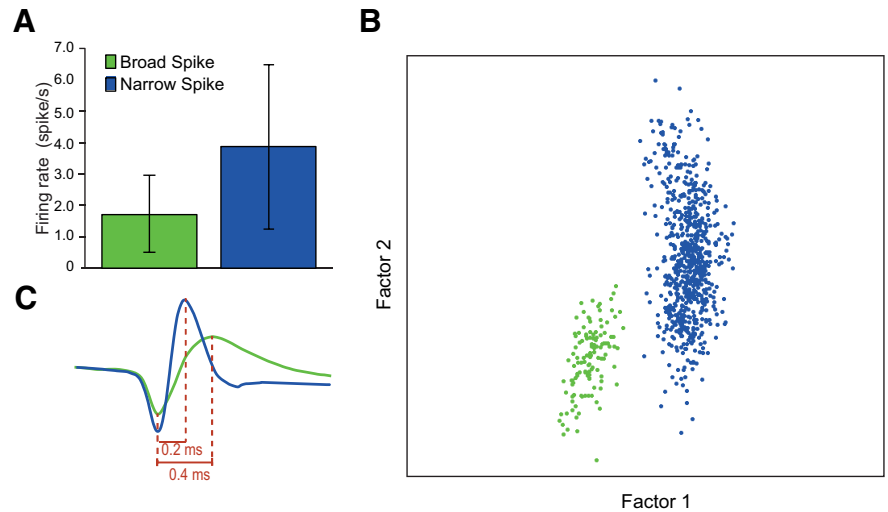 A
7.0
6.0
5.0
4.0
3.0
2.0
1.0
0
Firing rate (spike/s)
Broad Spike
Narrow Spike
B
Factor 2
Factor 1
C
0.2 ms
0.4 ms